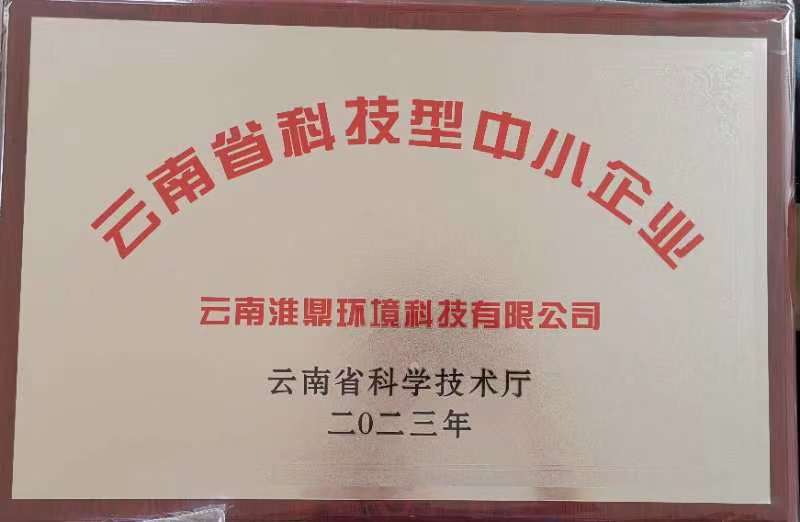 云南省科技型中小企业
云南淮鼎环境科技有限公司
云南省科学技术厅
二0二三年